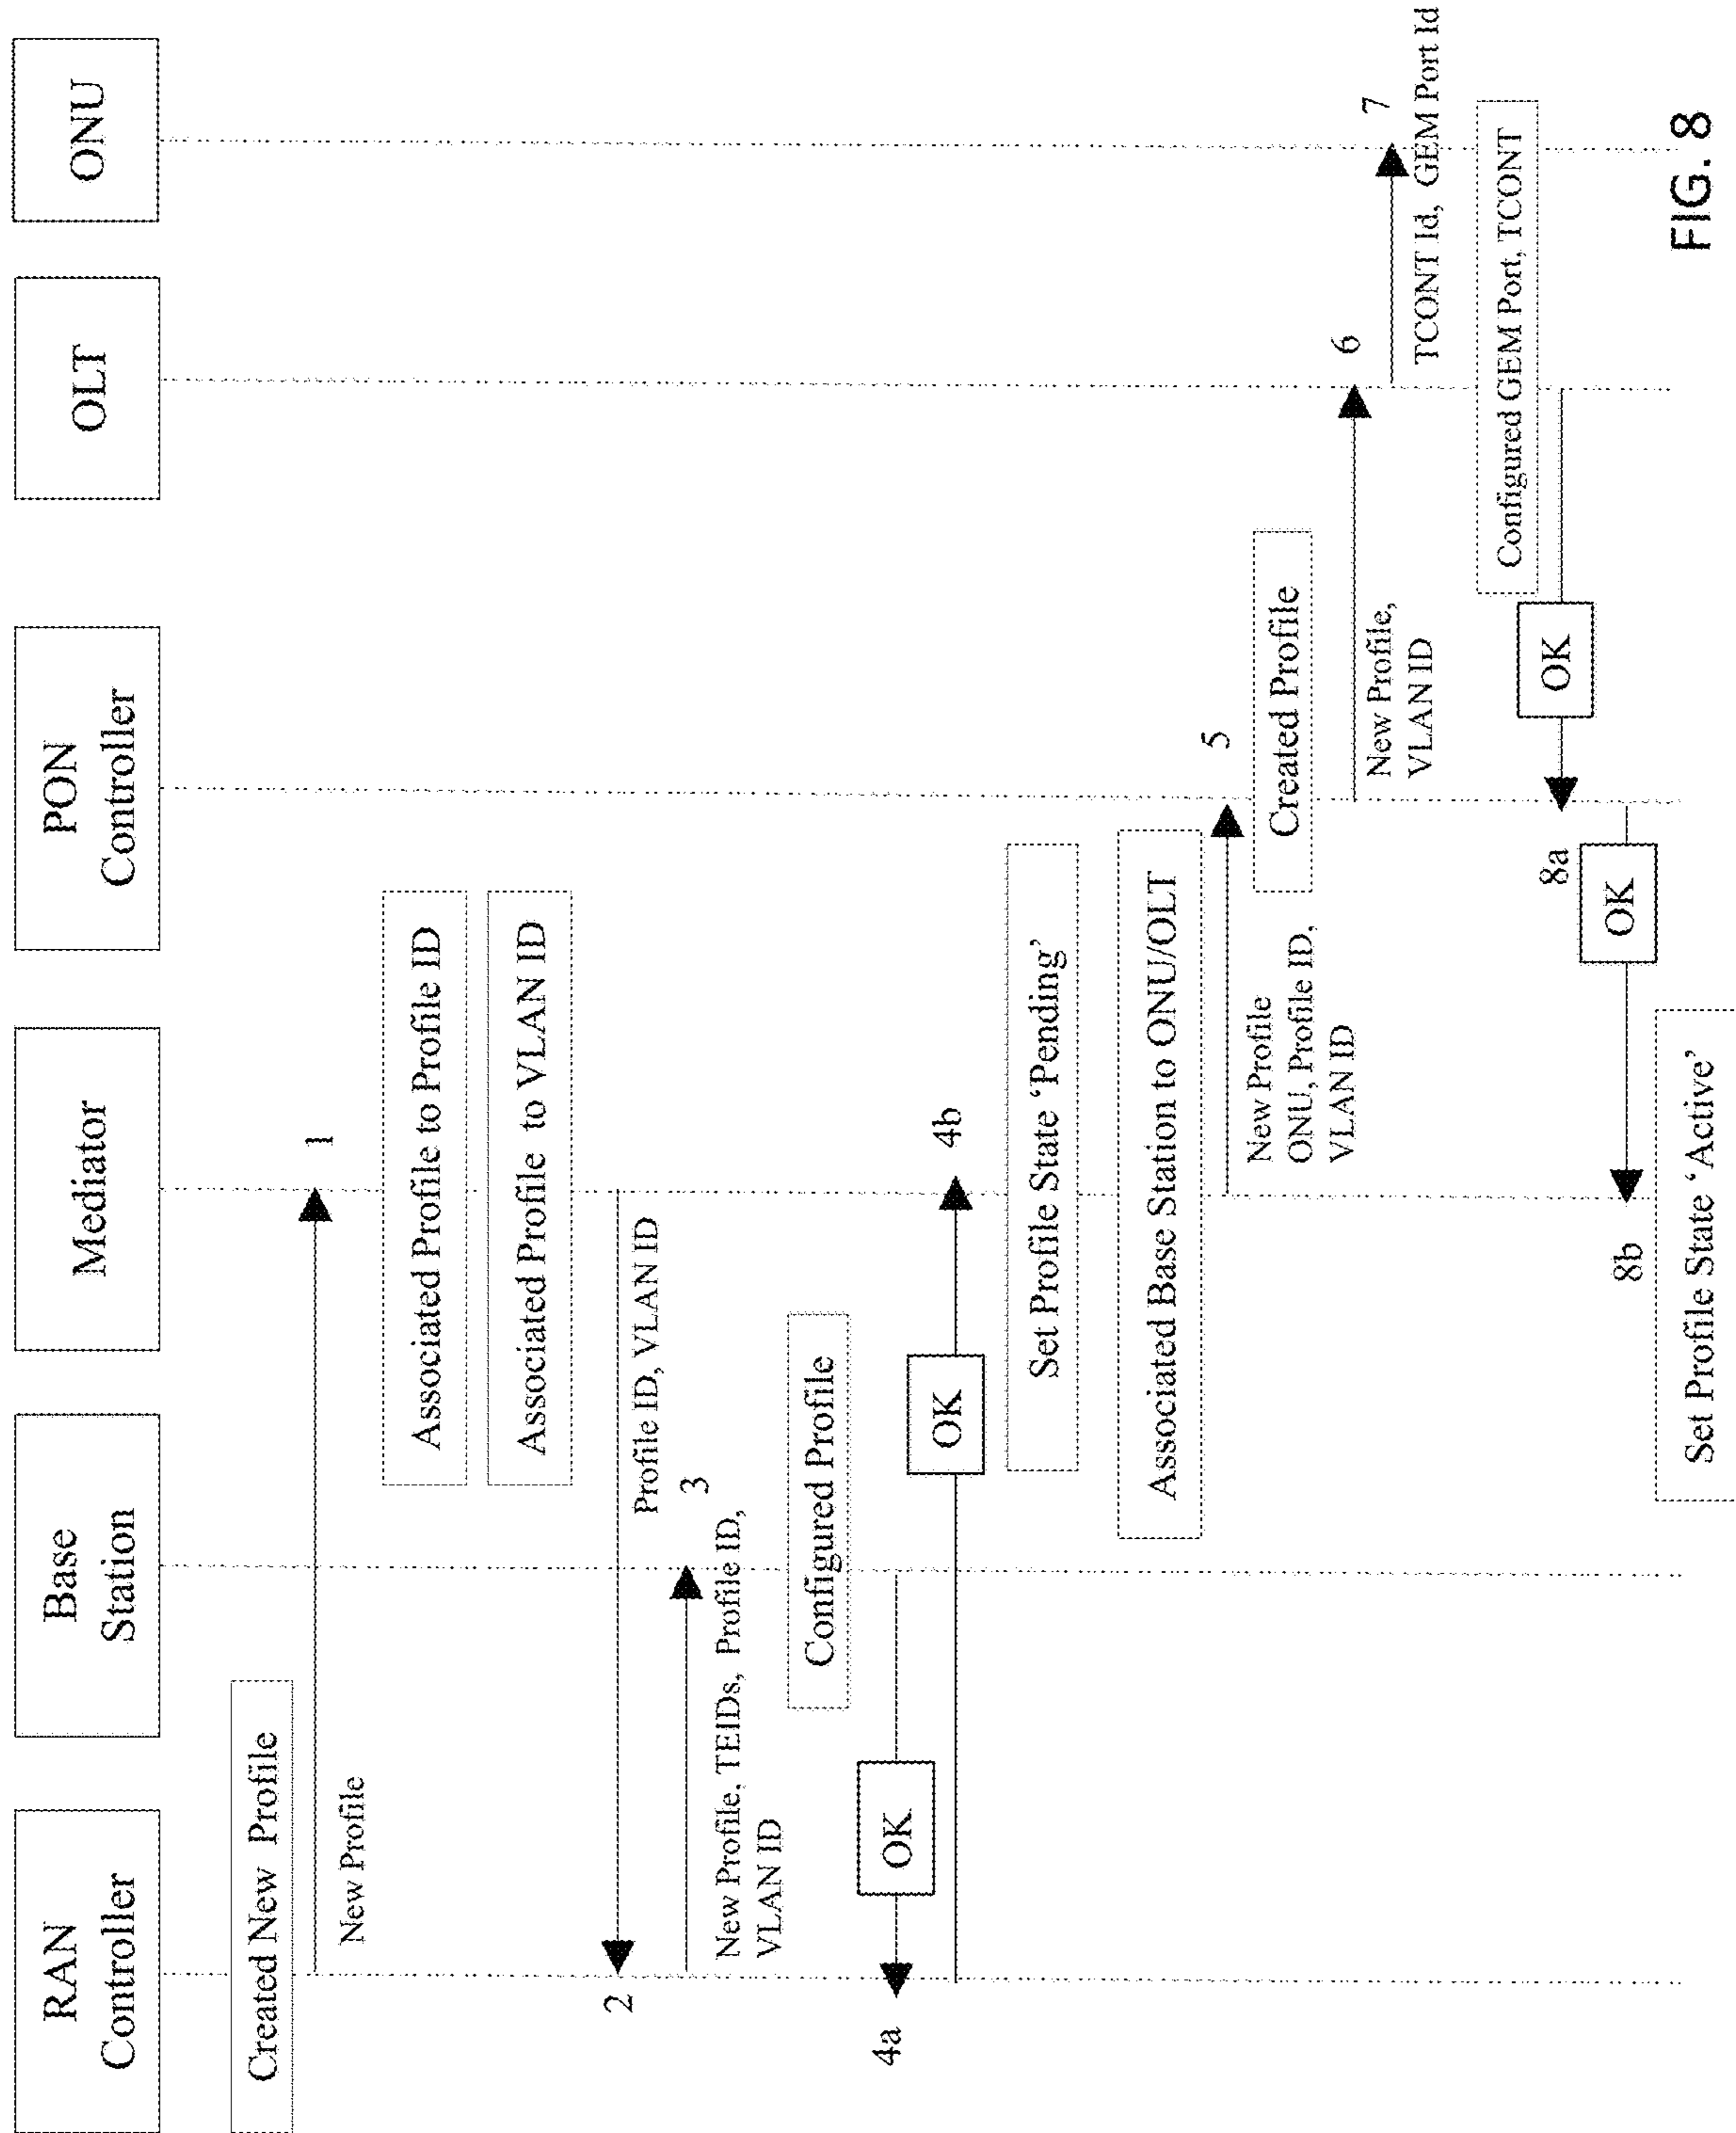 RAN
Controller
Base
Station
Mediator
PON
Controller
OLT
ONU
Created New Profile
1
New Profile
Associated Profile to Profile ID
Associated Profile to VLAN ID
2
Profile ID, VLAN ID
3
New Profile, TEIDs, Profile ID,
VLAN ID
Configured Profile
4a
OK
OK
4b
Set Profile State ‘Pending’
Associated Base Station to ONU/OLT
5
New Profile
ONU, Profile ID,
VLAN ID
Created Profile
6
New Profile,
VLAN ID
7
TCONT Id, GEM Port Id
Configured GEM Port, TCONT
OK
8a
OK
8b
Set Profile State ‘Active’
FIG. 8